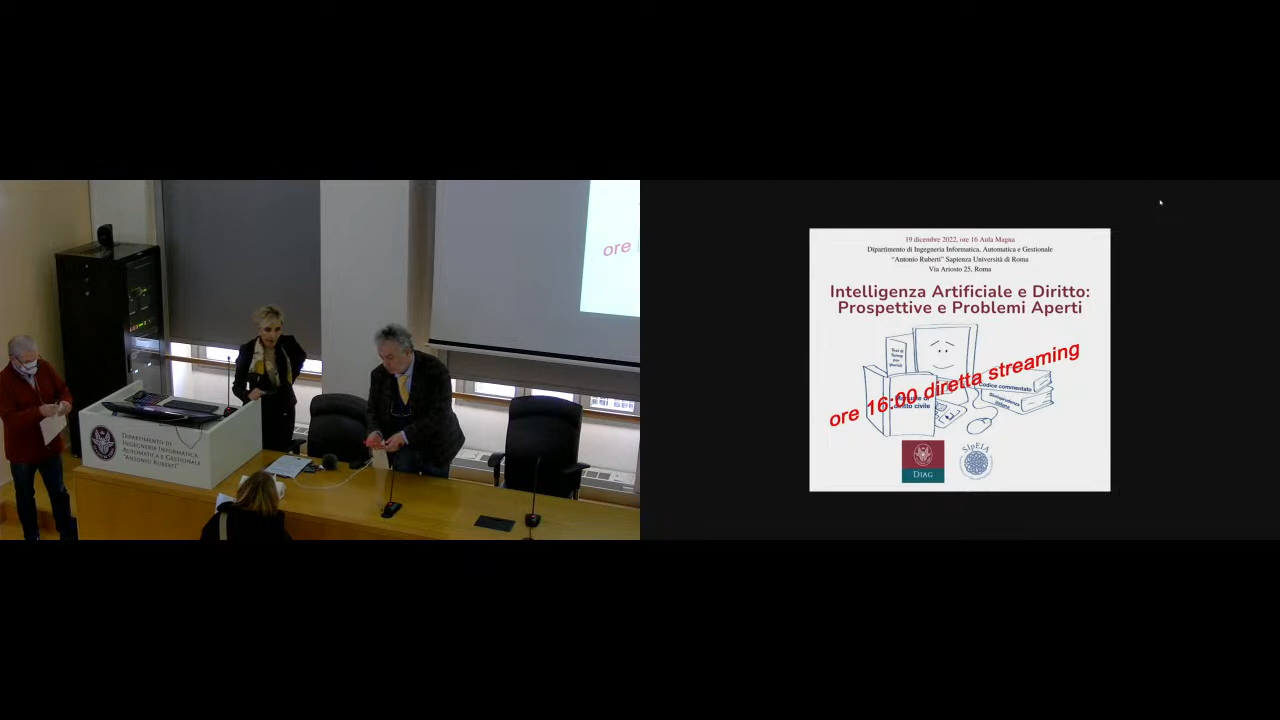 ore
DIPARTIMENTO DI
INGEGNERIA INFORMATICA
AUTOMATICA E GESTIONALE
"ANTONIO RUBERTI"
19 dicembre 2022, ore 16 Aula Magna
Dipartimento di Ingegneria Informatica, Automatica e Gestionale
"Antonio Ruberti" Sapienza Università di Roma
Via Ariosto 25, Roma
Intelligenza Artificiale e Diritto:
Prospettive e Problemi Aperti
ore 16:00 diretta streaming
Codice commentato
diritto civile
DIAG
SIpEIA